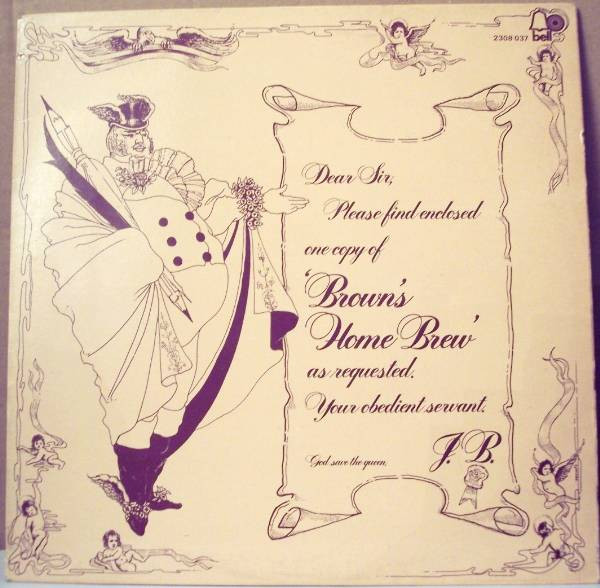 2308 037 bell
Dear Sir,
Please find enclosed
one copy of
'Brown's
Home Brew'
as requested.
Your obedient servant.
J. B.
God save the queen,